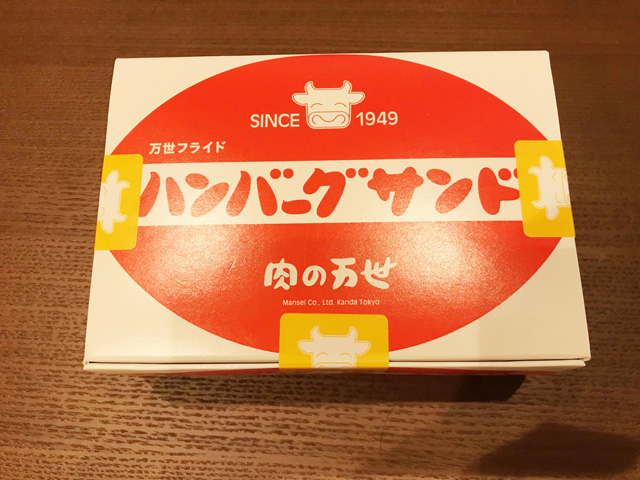 SINCE 1949
万世フライド
ハンバーグサンド
肉の万世
Mansei Co., Ltd. Kanda Tokyo